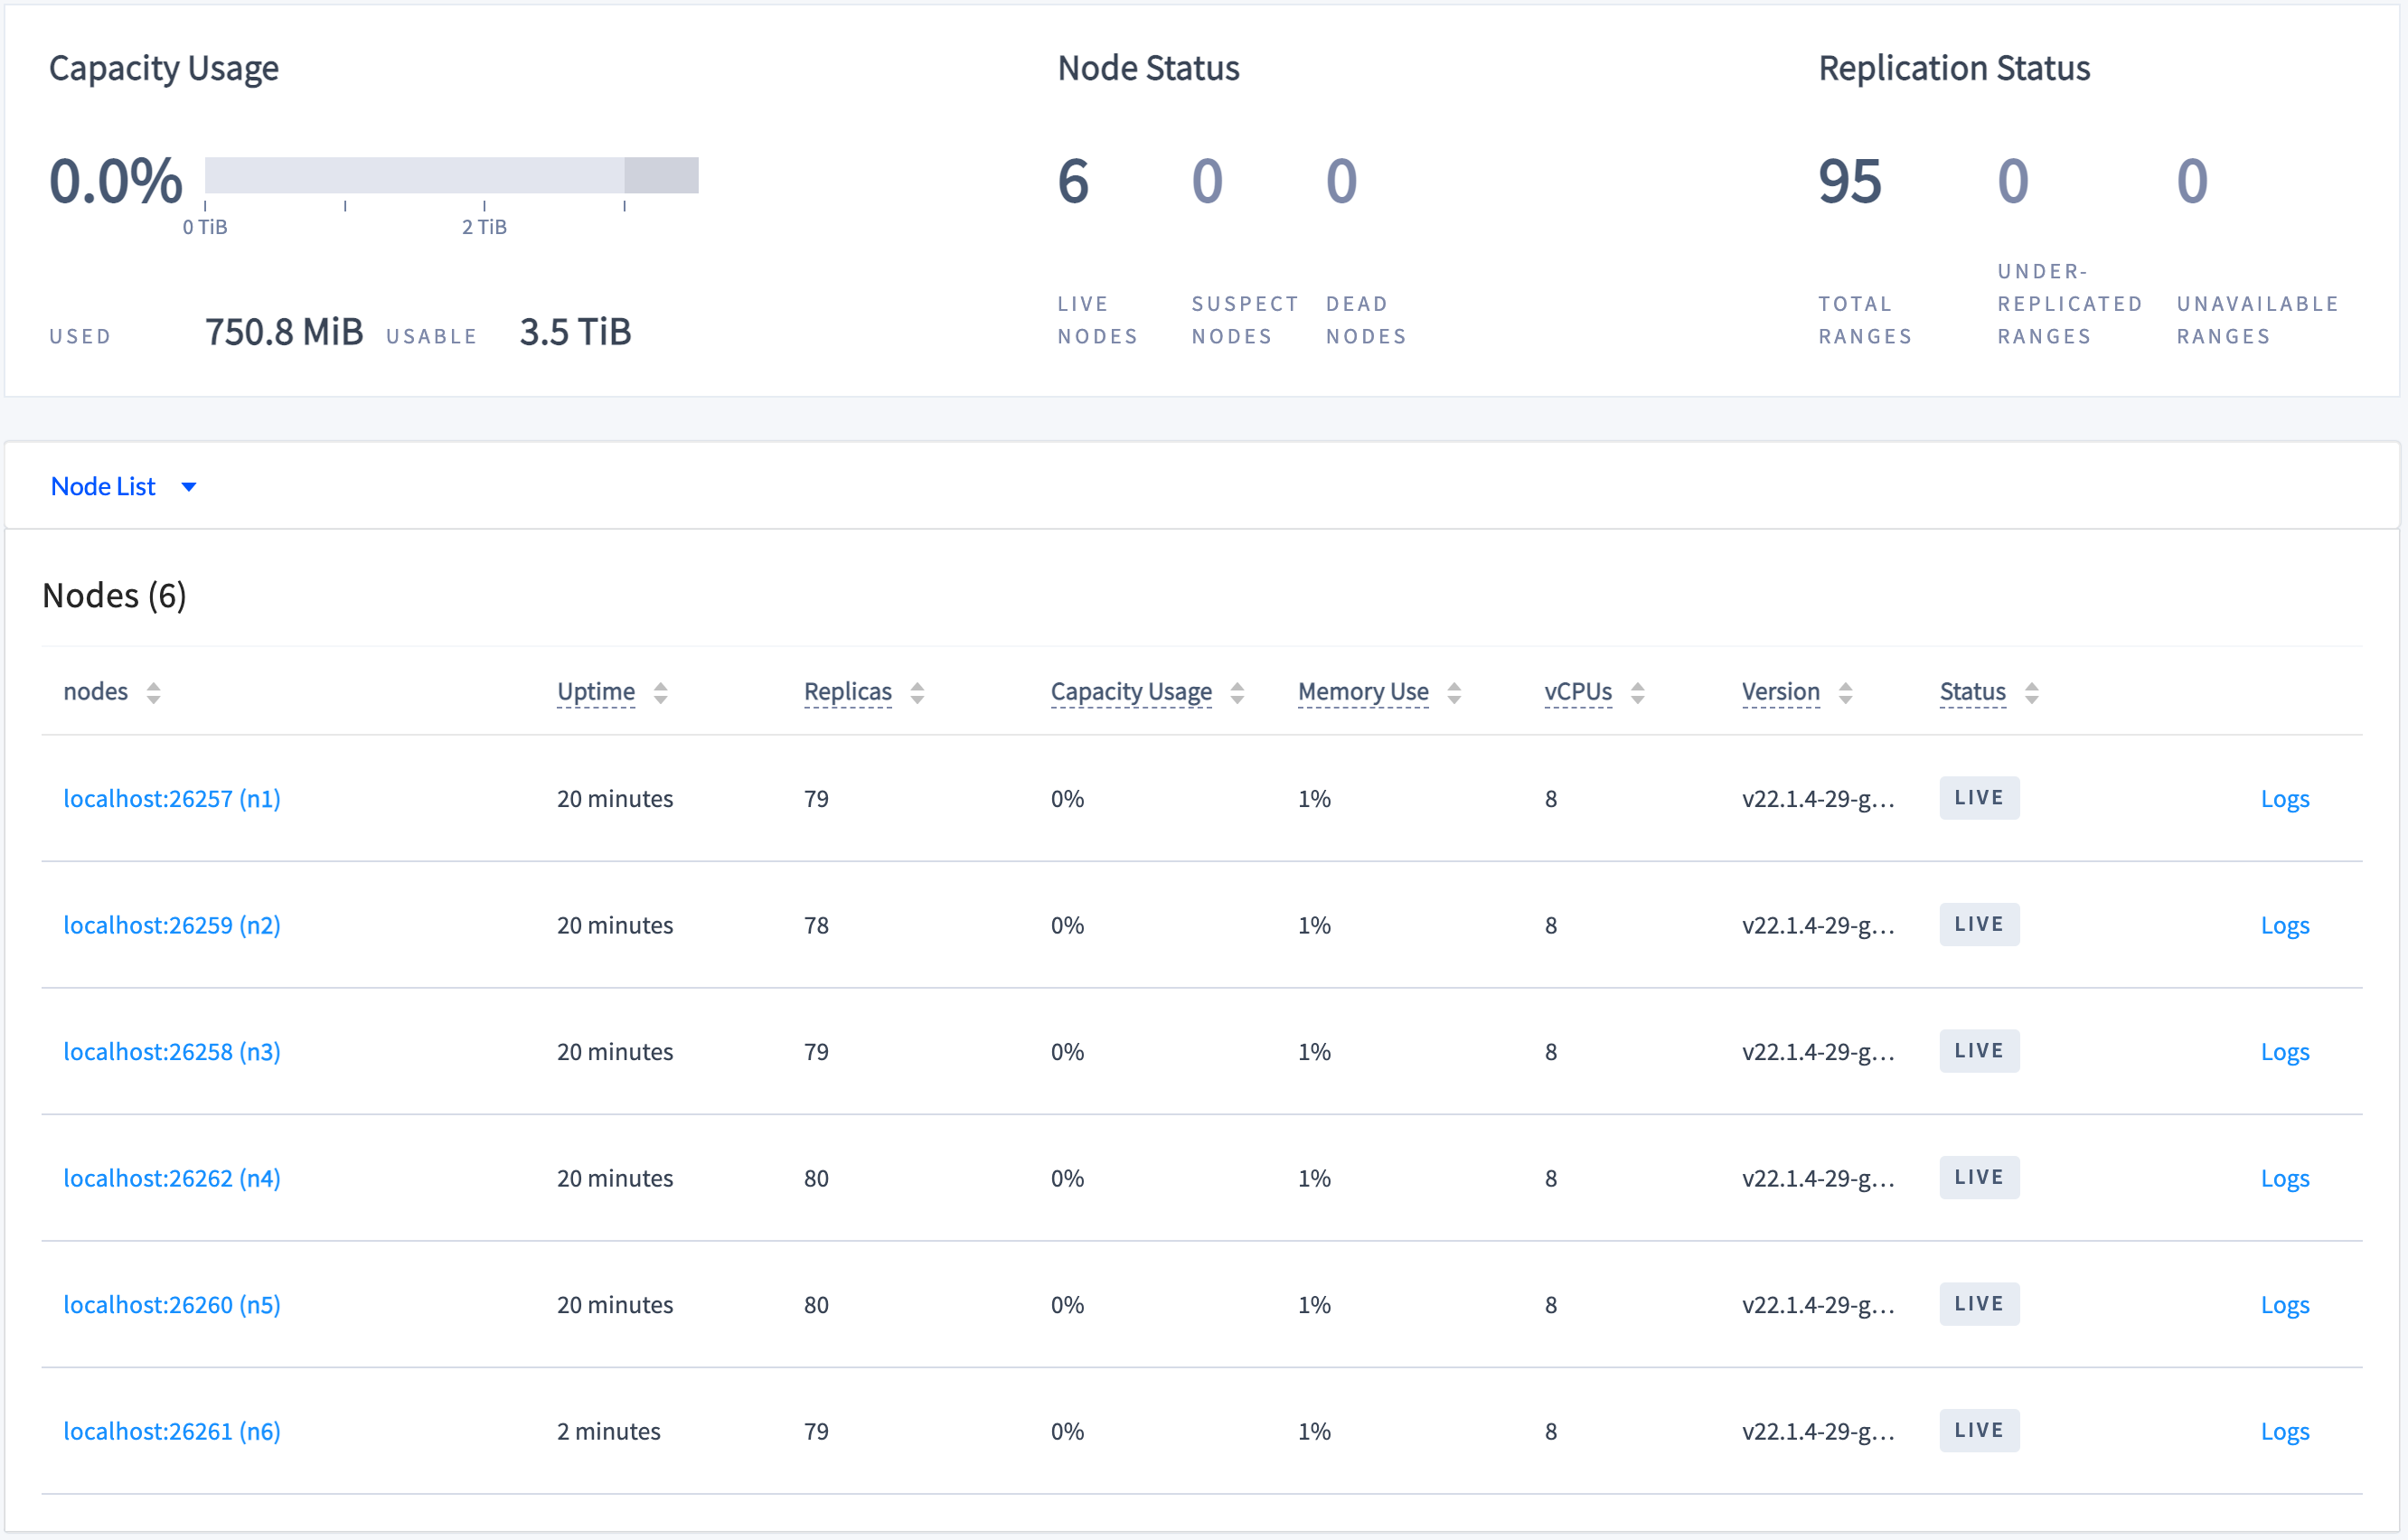 Capacity Usage
0.0%
0 TiB 2 TiB
USED 750.8 MiB USABLE 3.5 TiB
Node Status
6 0 0
LIVE NODES SUSPECT NODES DEAD NODES
Replication Status
95 0 0
TOTAL RANGES UNDER-REPLICATED RANGES UNAVAILABLE RANGES
Node List
Nodes (6)
nodes Uptime Replicas Capacity Usage Memory Use vCPUs Version Status
localhost:26257 (n1) 20 minutes 79 0% 1% 8 v22.1.4-29-g... LIVE Logs
localhost:26259 (n2) 20 minutes 78 0% 1% 8 v22.1.4-29-g... LIVE Logs
localhost:26258 (n3) 20 minutes 79 0% 1% 8 v22.1.4-29-g... LIVE Logs
localhost:26262 (n4) 20 minutes 80 0% 1% 8 v22.1.4-29-g... LIVE Logs
localhost:26260 (n5) 20 minutes 80 0% 1% 8 v22.1.4-29-g... LIVE Logs
localhost:26261 (n6) 2 minutes 79 0% 1% 8 v22.1.4-29-g... LIVE Logs